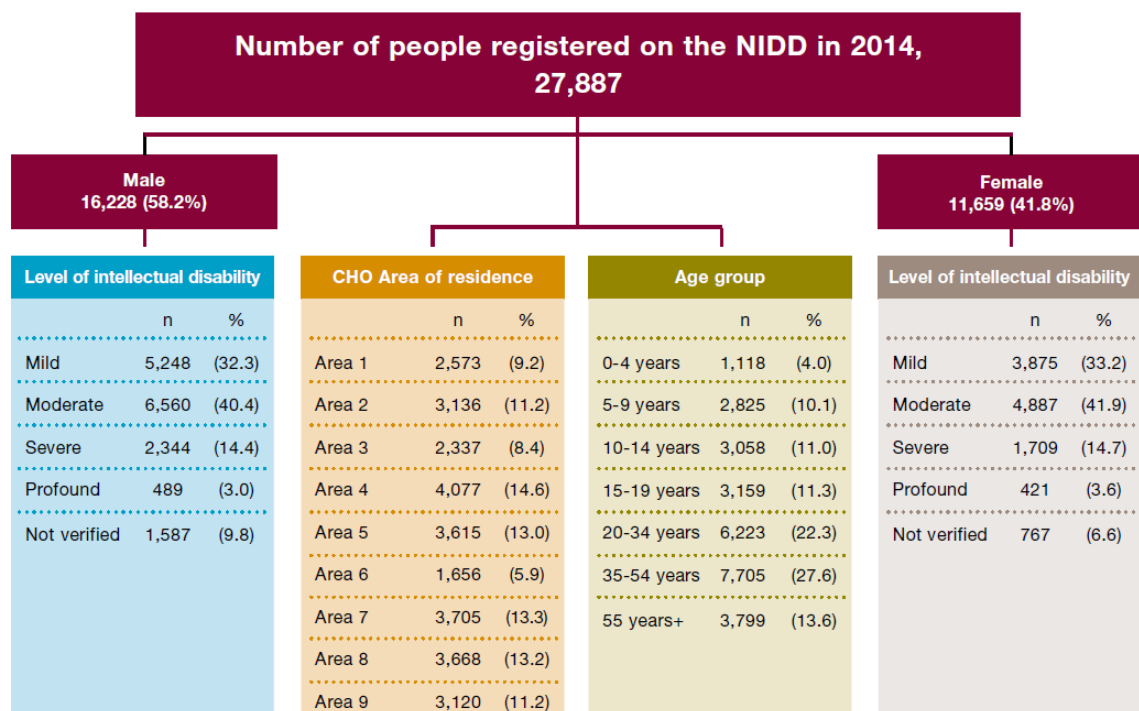 Number of people registered on the NIDD in 2014,
27,887
Male
16,228 (58.2%)
Female
11,659 (41.8%)
Level of intellectual disability
n %
Mild 5,248 (32.3)
Moderate 6,560 (40.4)
Severe 2,344 (14.4)
Profound 489 (3.0)
Not verified 1,587 (9.8)
CHO Area of residence
n %
Area 1 2,573 (9.2)
Area 2 3,136 (11.2)
Area 3 2,337 (8.4)
Area 4 4,077 (14.6)
Area 5 3,615 (13.0)
Area 6 1,656 (5.9)
Area 7 3,705 (13.3)
Area 8 3,668 (13.2)
Area 9 3,120 (11.2)
Age group
n %
0-4 years 1,118 (4.0)
5-9 years 2,825 (10.1)
10-14 years 3,058 (11.0)
15-19 years 3,159 (11.3)
20-34 years 6,223 (22.3)
35-54 years 7,705 (27.6)
55 years+ 3,799 (13.6)
Level of intellectual disability
n %
Mild 3,875 (33.2)
Moderate 4,887 (41.9)
Severe 1,709 (14.7)
Profound 421 (3.6)
Not verified 767 (6.6)